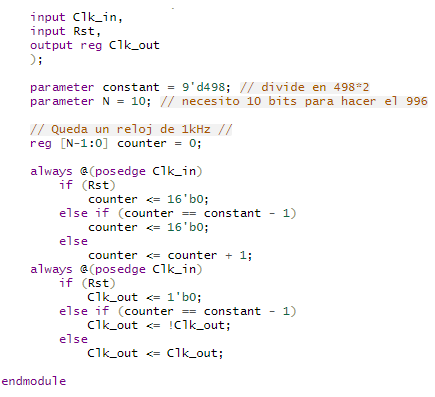 input Clk_in,
input Rst,
output reg Clk_out
);
parameter constant = 9'd498; // divide en 498*2
parameter N = 10; // necesito 10 bits para hacer el 996
// Queda un reloj de 1kHz //
reg [N-1:0] counter = 0;
always @(posedge Clk_in)
if (Rst)
counter <= 16'b0;
else if (counter == constant - 1)
counter <= 16'b0;
else
counter <= counter + 1;
always @(posedge Clk_in)
if (Rst)
Clk_out <= 1'b0;
else if (counter == constant - 1)
Clk_out <= !Clk_out;
else
Clk_out <= Clk_out;
endmodule